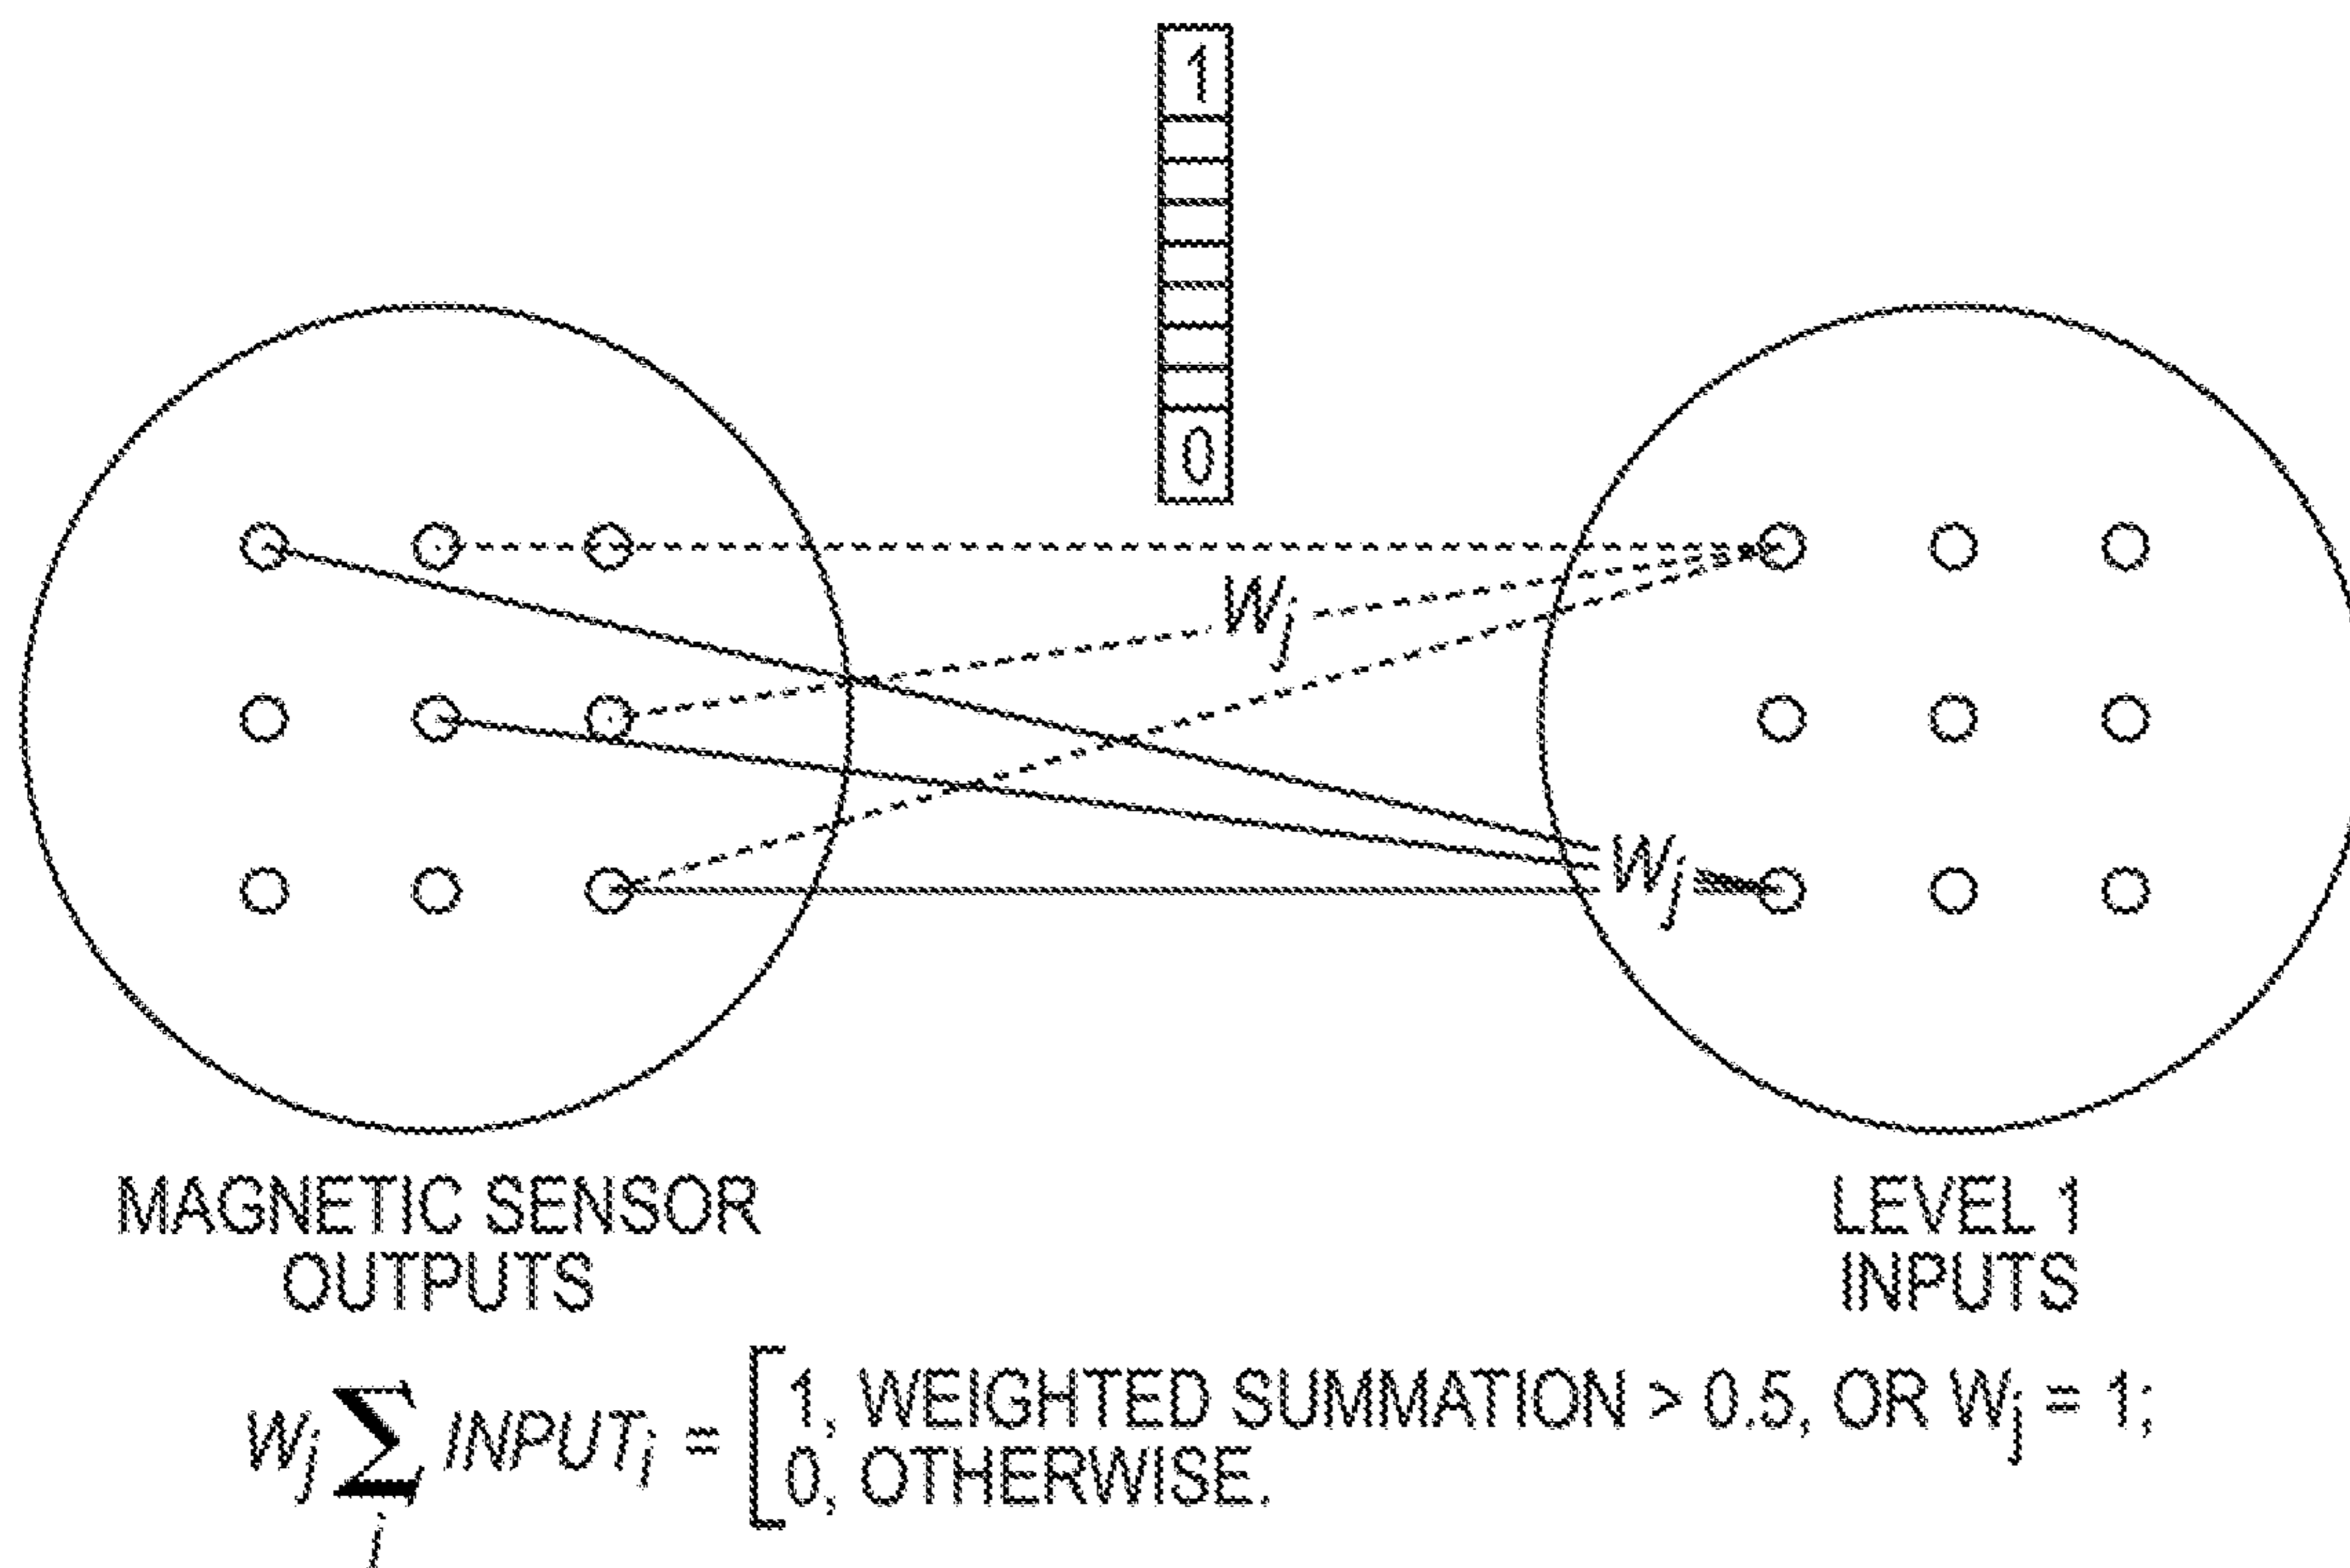 1
0
Wj
Wj
MAGNETIC SENSOR
OUTPUTS
LEVEL 1
INPUTS
Wj ∑ INPUTi = [1, WEIGHTED SUMMATION > 0.5, OR Wj = 1;
0, OTHERWISE.
i